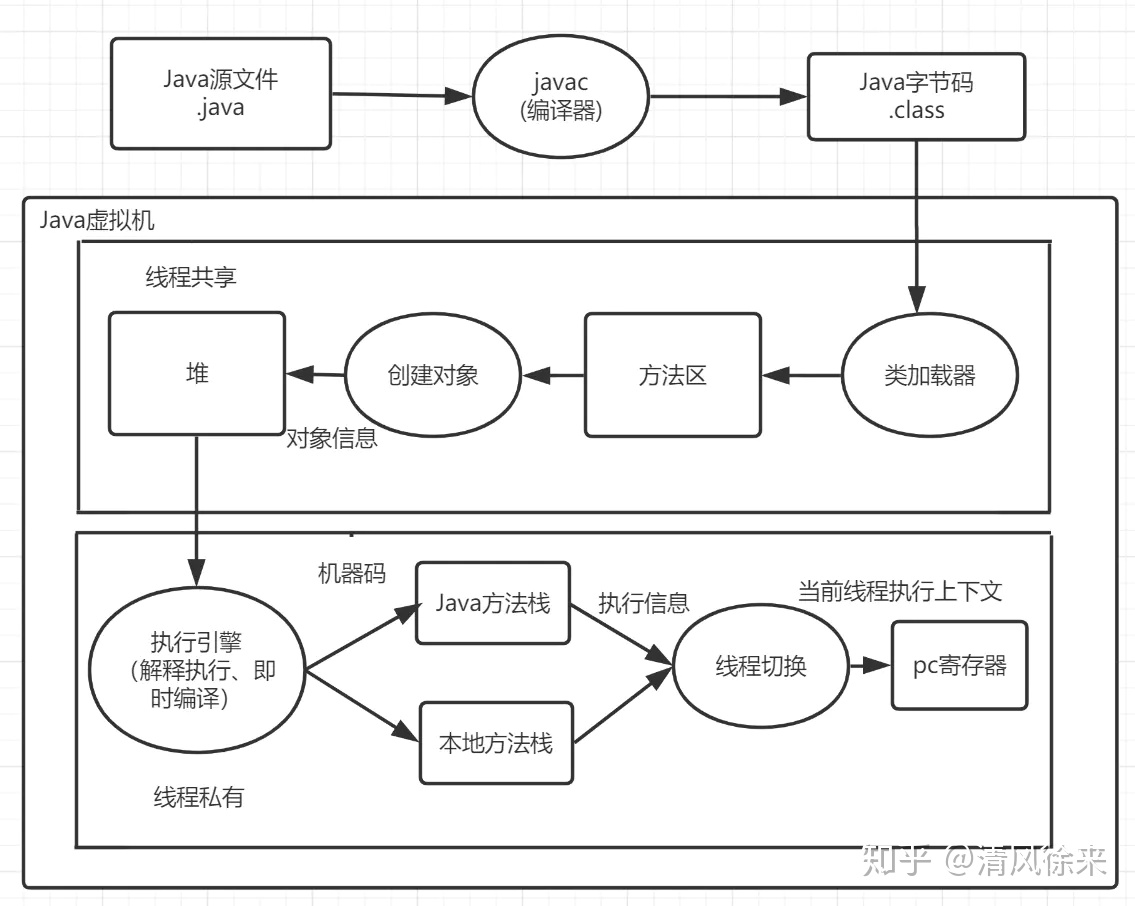 Java源文件
.java
javac
(编译器)
Java字节码
.class
Java虚拟机
线程共享
堆
创建对象
方法区
类加载器
对象信息
机器码
Java方法栈
执行信息
当前线程执行上下文
执行引擎
（解释执行、即
时编译）
线程切换
pc寄存器
本地方法栈
线程私有
知乎 @清风徐来